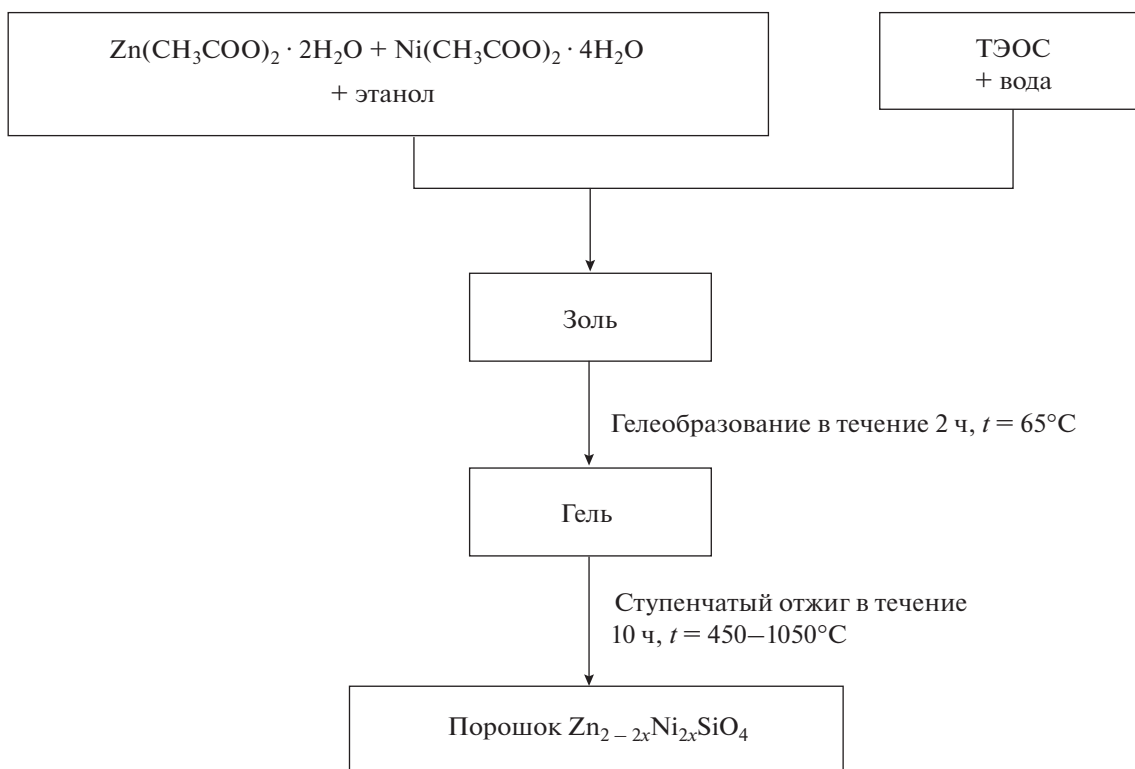 Zn(CH₃COO)₂ · 2H₂O + Ni(CH₃COO)₂ · 4H₂O
+ этанол
ТЭОС
+ вода
Золь
Гелеобразование в течение 2 ч, t = 65°C
Гель
Ступенчатый отжиг в течение
10 ч, t = 450–1050°C
Порошок Zn₂ ₋ ₂ₓNi₂ₓSiO₄